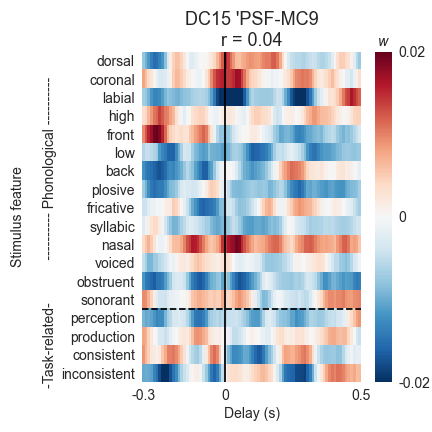 DC15 'PSF-MC9
r = 0.04
w
dorsal
coronal
labial
high
front
low
back
plosive
fricative
syllabic
nasal
voiced
obstruent
sonorant
perception
production
consistent
inconsistent
Stimulus feature
-Task-related- ---------- Phonological ----------
0.02
0
-0.02
-0.3 0 0.5
Delay (s)